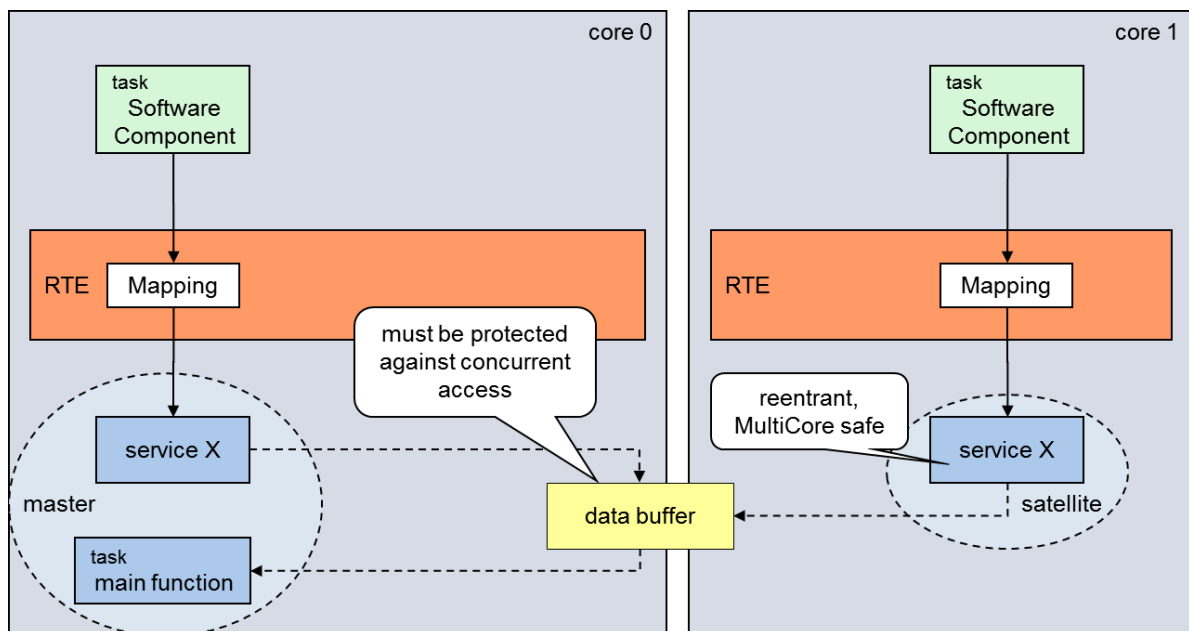 core 0
core 1
task
Software
Component
task
Software
Component
RTE
Mapping
RTE
Mapping
must be protected
against concurrent
access
reentrant,
MultiCore safe
service X
service X
master
data buffer
satellite
task
main function